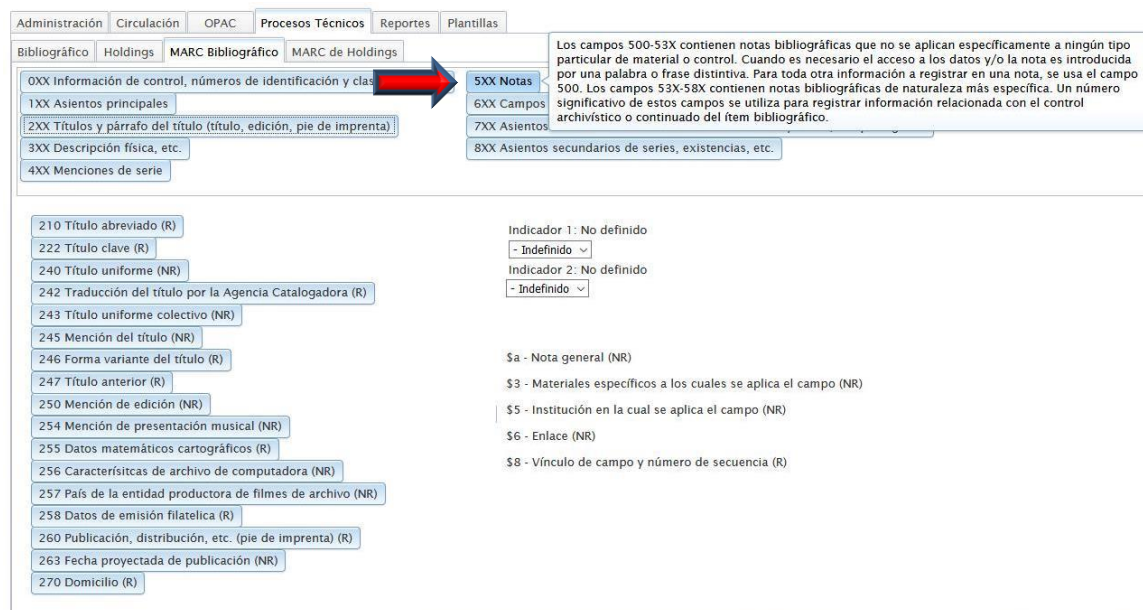 Administración Circulación OPAC Procesos Técnicos Reportes Plantillas
Bibliográfico Holdings MARC Bibliográfico MARC de Holdings
Los campos 500-53X contienen notas bibliográficas que no se aplican específicamente a ningún tipo
particular de material o control. Cuando es necesario el acceso a los datos y/o la nota es introducida
por una palabra o frase distintiva. Para toda otra información a registrar en una nota, se usa el campo
500. Los campos 53X-58X contienen notas bibliográficas de naturaleza más específica. Un número
significativo de estos campos se utiliza para registrar información relacionada con el control
archivístico o continuado del ítem bibliográfico.
0XX Información de control, números de identificación y clas
1XX Asientos principales
2XX Títulos y párrafo del título (título, edición, pie de imprenta)
3XX Descripción física, etc.
4XX Menciones de serie
5XX Notas
6XX Campos
7XX Asientos
8XX Asientos secundarios de series, existencias, etc.
210 Título abreviado (R)
222 Título clave (R)
240 Título uniforme (NR)
242 Traducción del título por la Agencia Catalogadora (R)
243 Título uniforme colectivo (NR)
245 Mención del título (NR)
246 Forma variante del título (R)
247 Título anterior (R)
250 Mención de edición (NR)
254 Mención de presentación musical (NR)
255 Datos matemáticos cartográficos (R)
256 Caracterísitcas de archivo de computadora (NR)
257 País de la entidad productora de filmes de archivo (NR)
258 Datos de emisión filatelica (R)
260 Publicación, distribución, etc. (pie de imprenta) (R)
263 Fecha proyectada de publicación (NR)
270 Domicilio (R)
Indicador 1: No definido
- Indefinido
Indicador 2: No definido
- Indefinido
$a - Nota general (NR)
$3 - Materiales específicos a los cuales se aplica el campo (NR)
$5 - Institución en la cual se aplica el campo (NR)
$6 - Enlace (NR)
$8 - Vínculo de campo y número de secuencia (R)